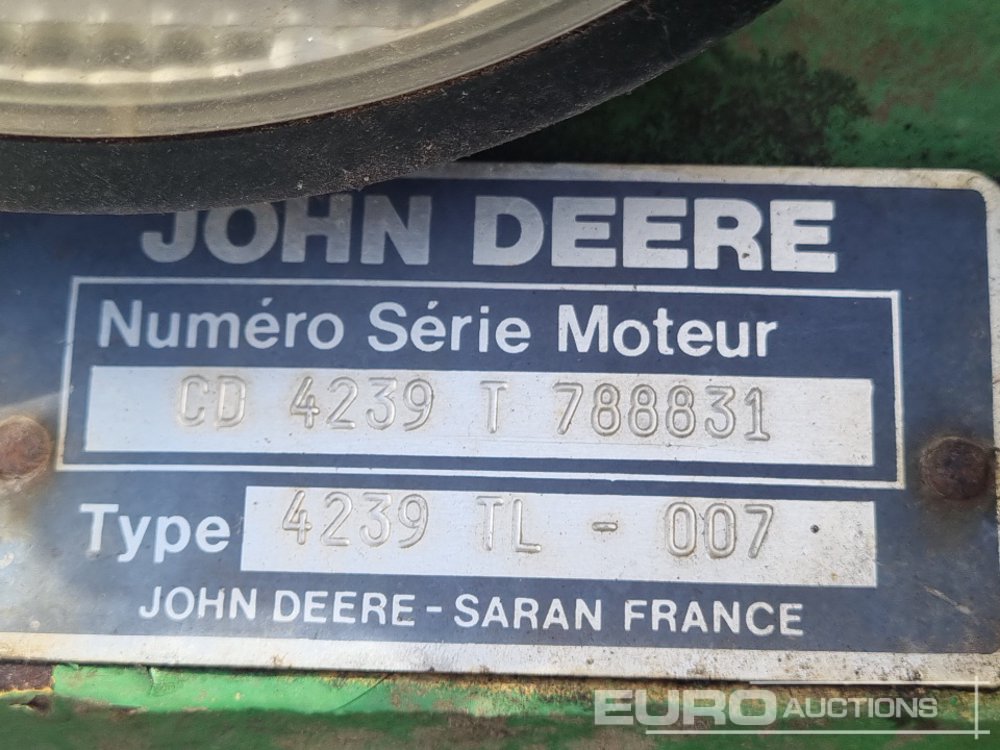 JOHN DEERE
Numéro Série Moteur
CD 4239 T 788831
Type 4239 TL - 007
JOHN DEERE - SARAN FRANCE
EURO AUCTIONS